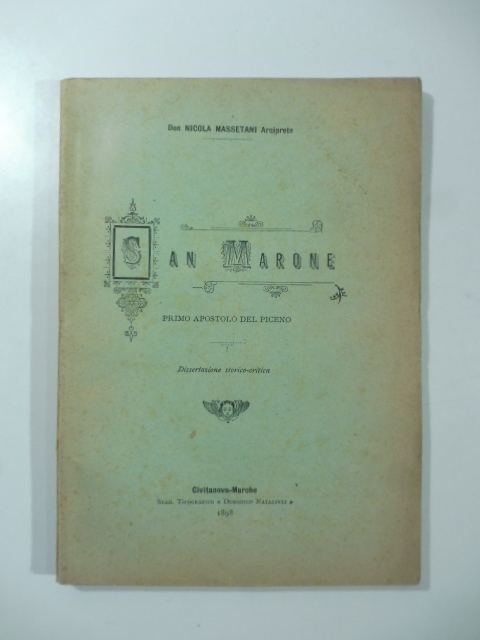 Don NICOLA MASSETANI Arciprete
SAN MARONE
PRIMO APOSTOLO DEL PICENO
Dissertazione storico-critica
Civitanova-Marche
Stab. Tipografico Domenico Natalucci
1898